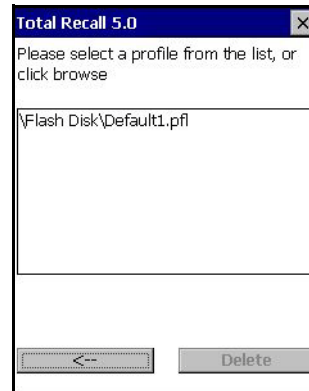 Total Recall 5.0
Please select a profile from the list, or
click browse
\Flash Disk\Default1.pfl
<--
Delete